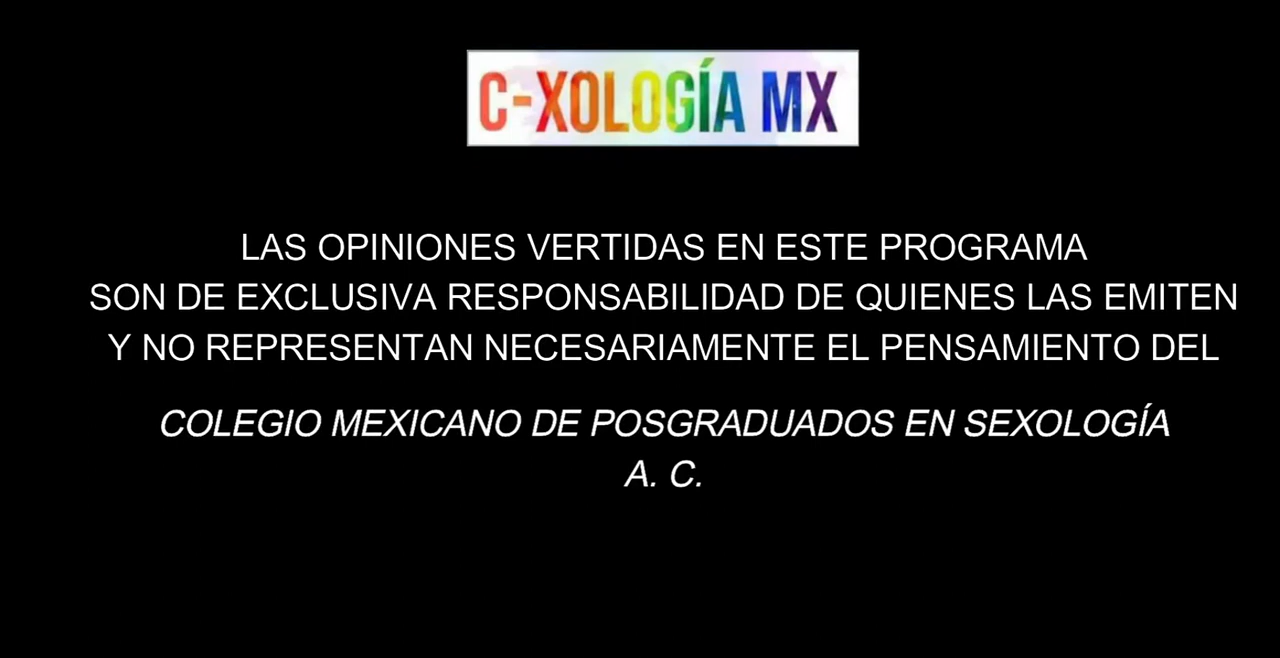 C-XOLOGÍA MX
LAS OPINIONES VERTIDAS EN ESTE PROGRAMA
SON DE EXCLUSIVA RESPONSABILIDAD DE QUIENES LAS EMITEN
Y NO REPRESENTAN NECESARIAMENTE EL PENSAMIENTO DEL
COLEGIO MEXICANO DE POSGRADUADOS EN SEXOLOGÍA
A. C.